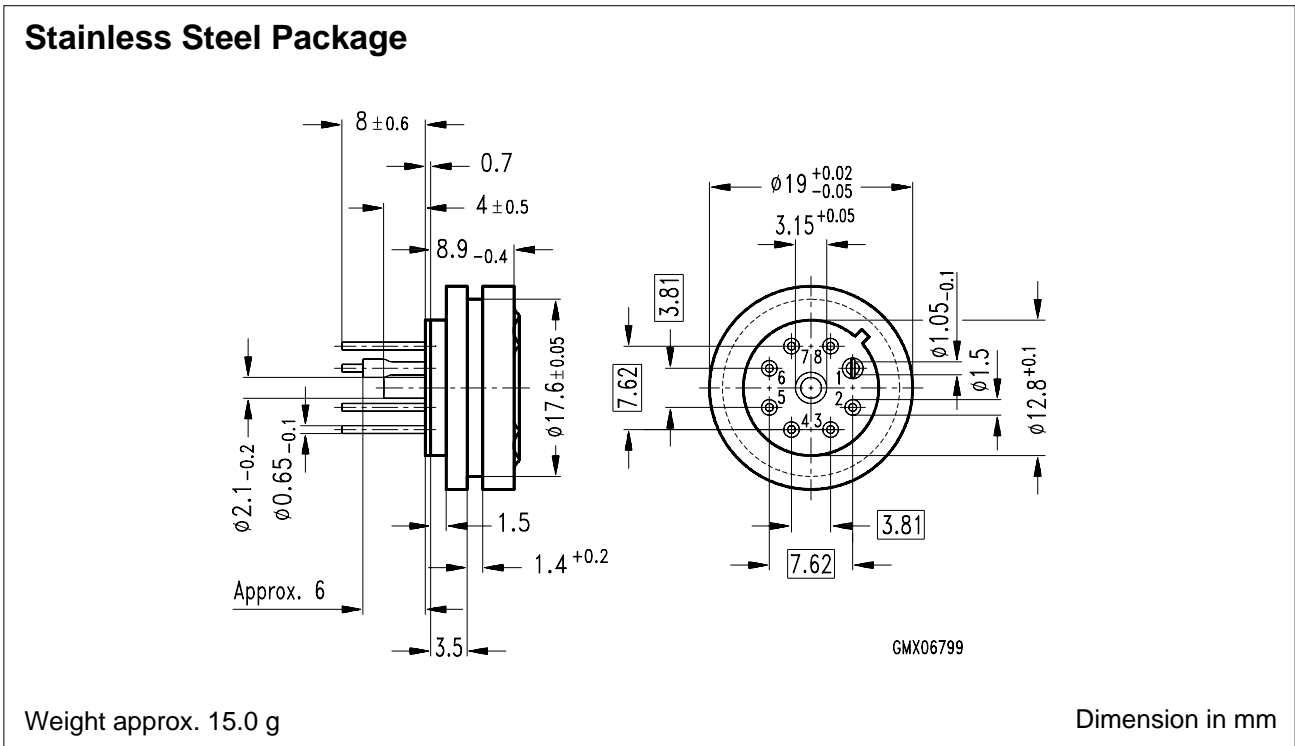 Stainless Steel Package
8 ±0.6
0.7
4 ±0.5
8.9 -0.4
ø19 +0.02 -0.05
3.15 +0.05
3.81
7.62
ø17.6±0.05
ø1.05-0.1
ø1.5
ø12.8 +0.1
7 8
6 1
5 2
4 3
ø2.1-0.2
ø0.65-0.1
1.5
3.81
1.4 +0.2
7.62
Approx. 6
3.5
GMX06799
Weight approx. 15.0 g
Dimension in mm